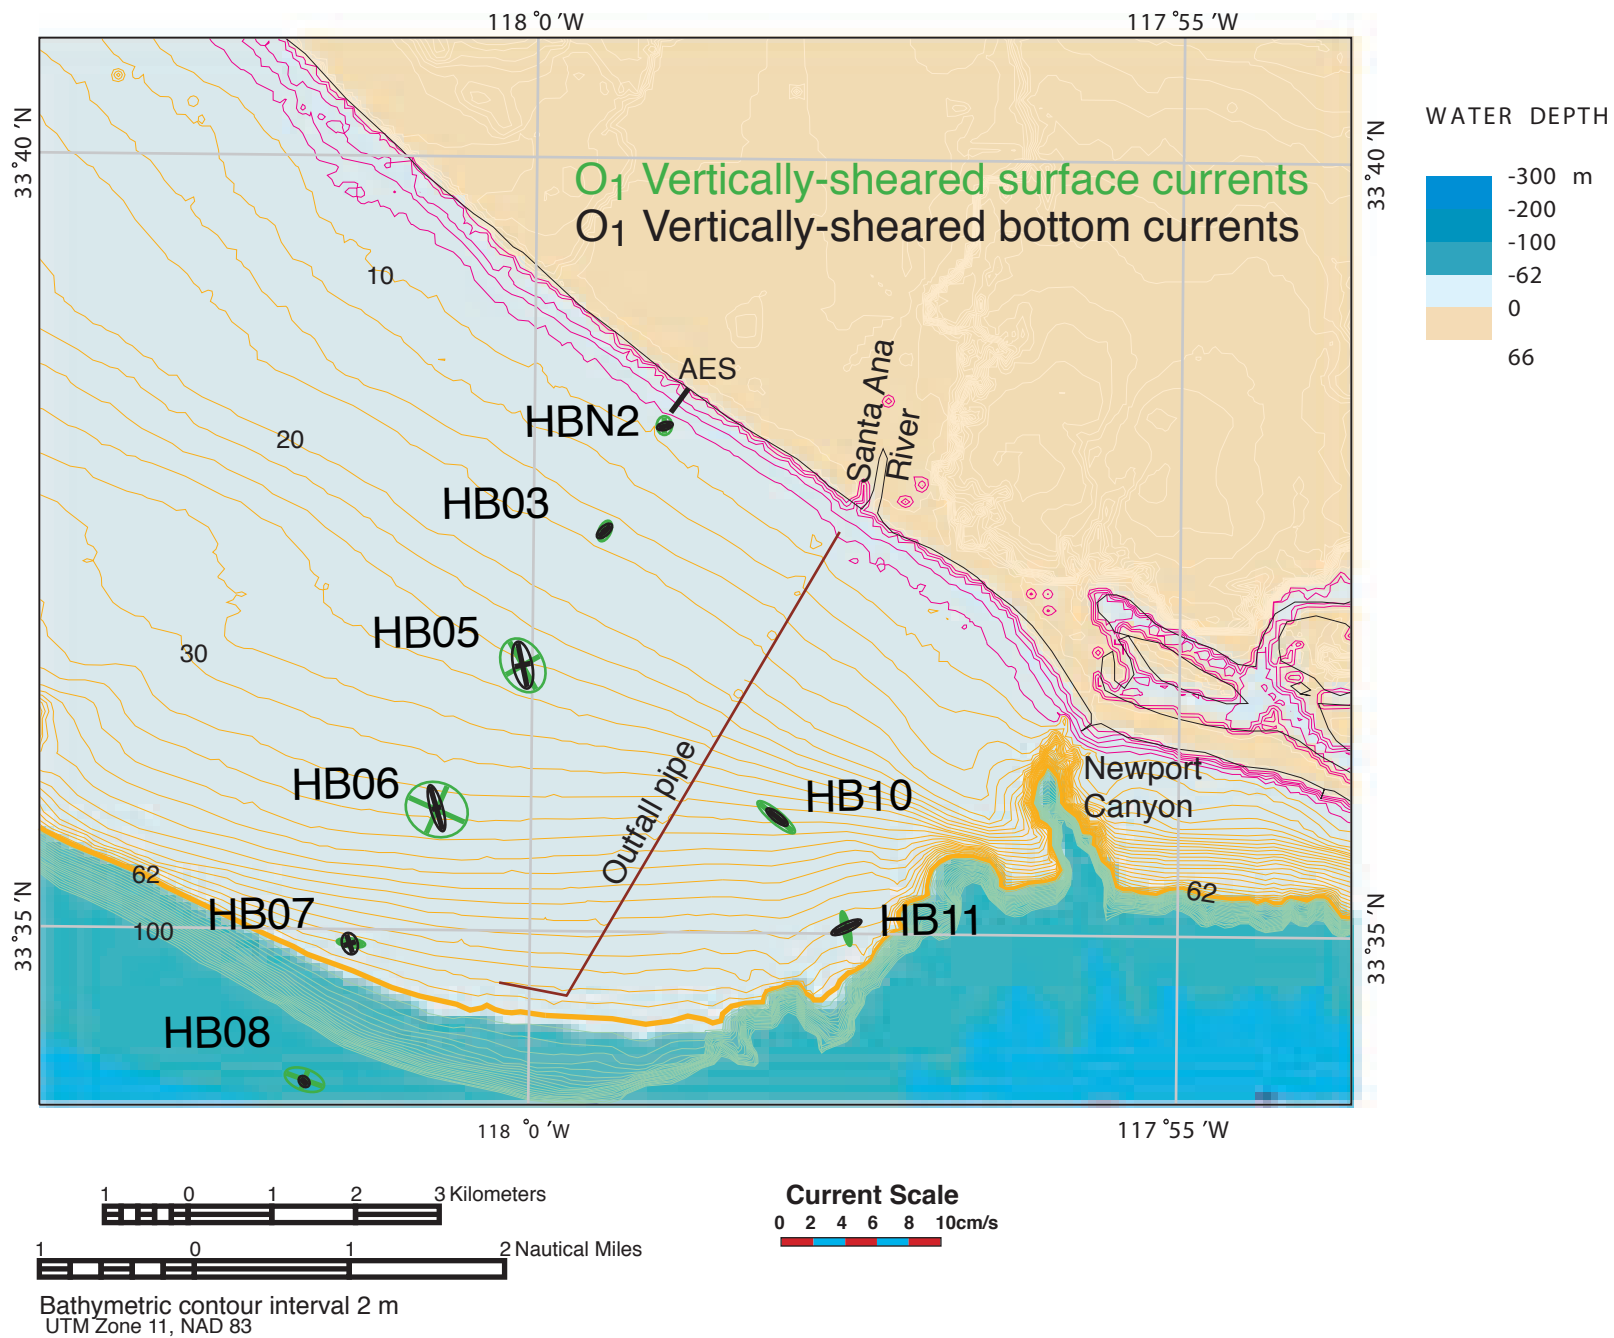 118 °0 ′W
117 °55 ′W
33 °40 ′N
33 °40 ′N
WATER DEPTH
-300 m
-200
-100
-62
0
66
O1 Vertically-sheared surface currents
O1 Vertically-sheared bottom currents
10
AES
HBN2
20
Santa Ana
River
HB03
HB05
30
HB06
Outfall pipe
HB10
Newport
Canyon
62
62
HB07
100
HB11
33 °35 ′N
33 °35 ′N
HB08
118 °0 ′W
117 °55 ′W
1 0 1 2 3 Kilometers
1 0 1 2 Nautical Miles
Current Scale
0 2 4 6 8 10cm/s
Bathymetric contour interval 2 m
UTM Zone 11, NAD 83